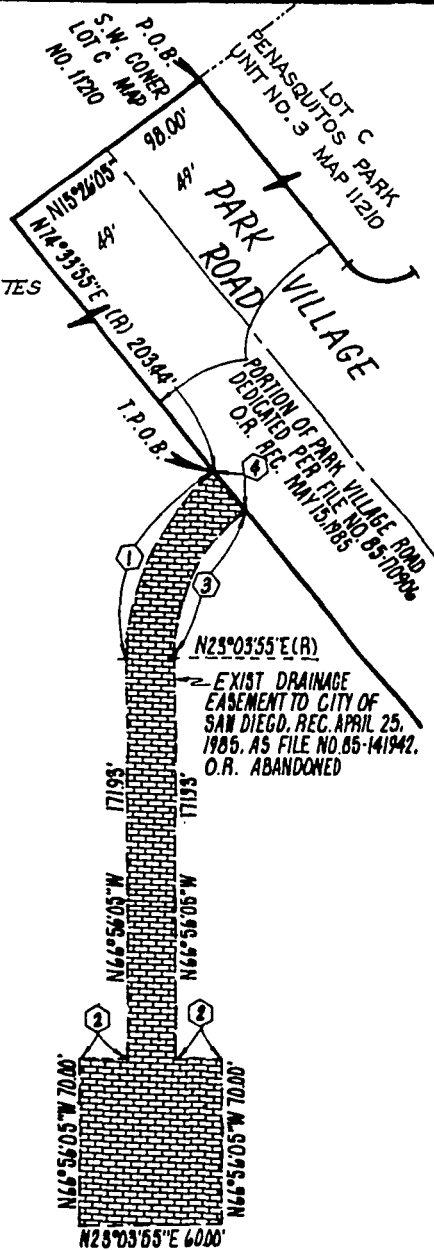 P.O.B.
S.W. CONER
LOT C MAP
NO. 11210
LOT C
PENASQUITOS PARK
UNIT NO. 3 MAP 11210
98.00'
N15°26'05"
49'
49'
PARK VILLAGE
ROAD
TES
N74°33'55"E (R) 203.44'
T.P.O.B.
PORTION OF PARK VILLAGE ROAD
DEDICATED PER FILE NO. 85-170906
O.R. REC. MAY 15, 1985
4
1
3
N23°03'55"E(R)
EXIST DRAINAGE
EASEMENT TO CITY OF
SAN DIEGO, REC. APRIL 25,
1985, AS FILE NO. 85-141942,
O.R. ABANDONED
171.93'
171.93'
N66°56'05"W
N66°56'05"W
2
2
N66°56'05"W 70.00'
N66°56'05"W 70.00'
N23°03'55"E 60.00'